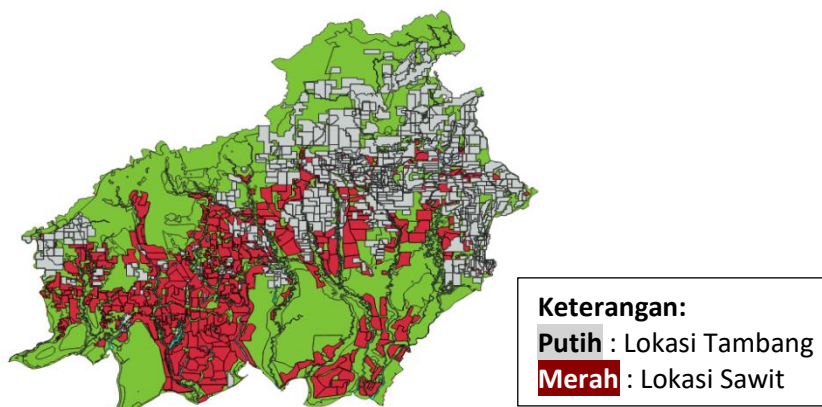 Keterangan:
Putih : Lokasi Tambang
Merah : Lokasi Sawit